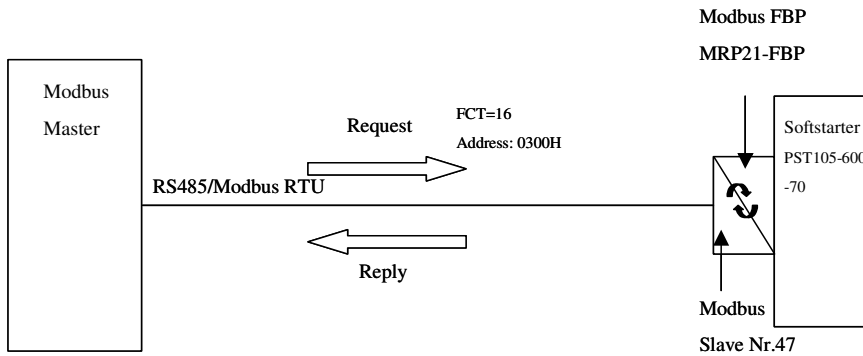 Modbus FBP
MRP21-FBP
Modbus
Master
Request
FCT=16
Address: 0300H
RS485/Modbus RTU
Reply
Softstarter
PST105-600
-70
Modbus
Slave Nr.47